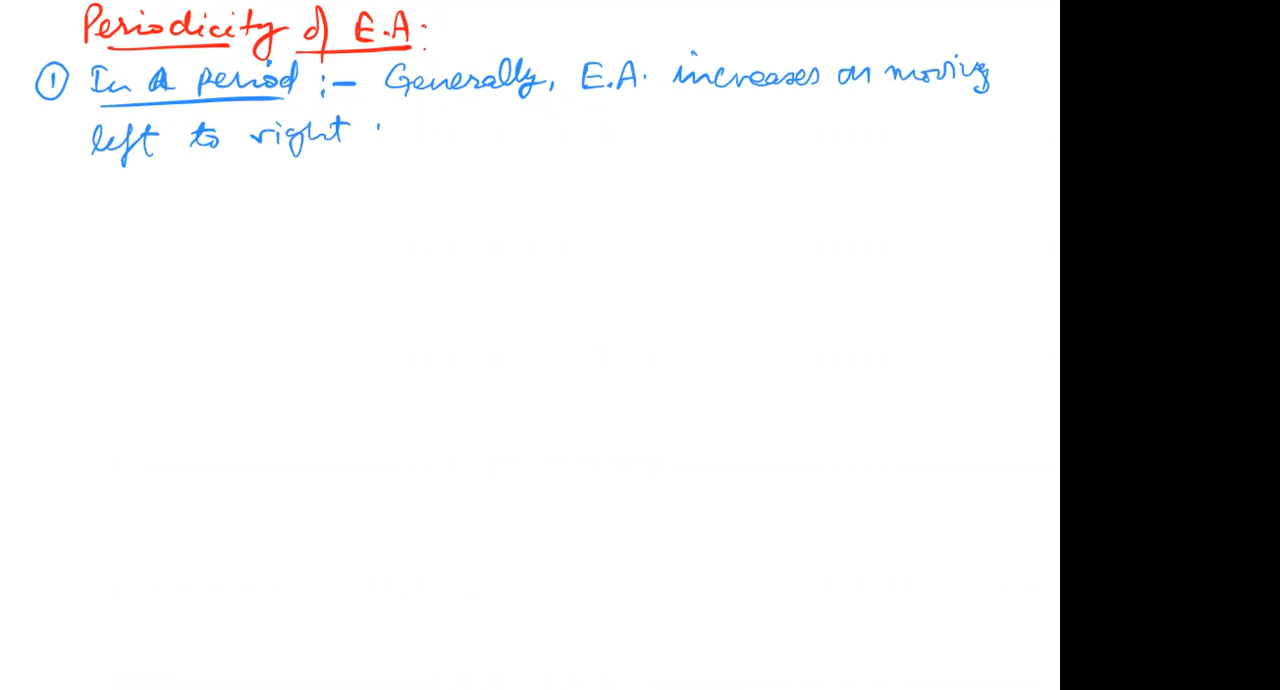 Periodicity of E.A:
① In A period :- Generally, E.A. increases on moving
left to right.